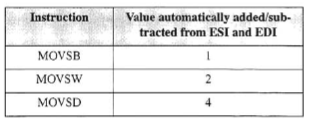 Instruction
Value automatically added/sub-
tracted from ESI and EDI
MOVSB
1
MOVSW
2
MOVSD
4